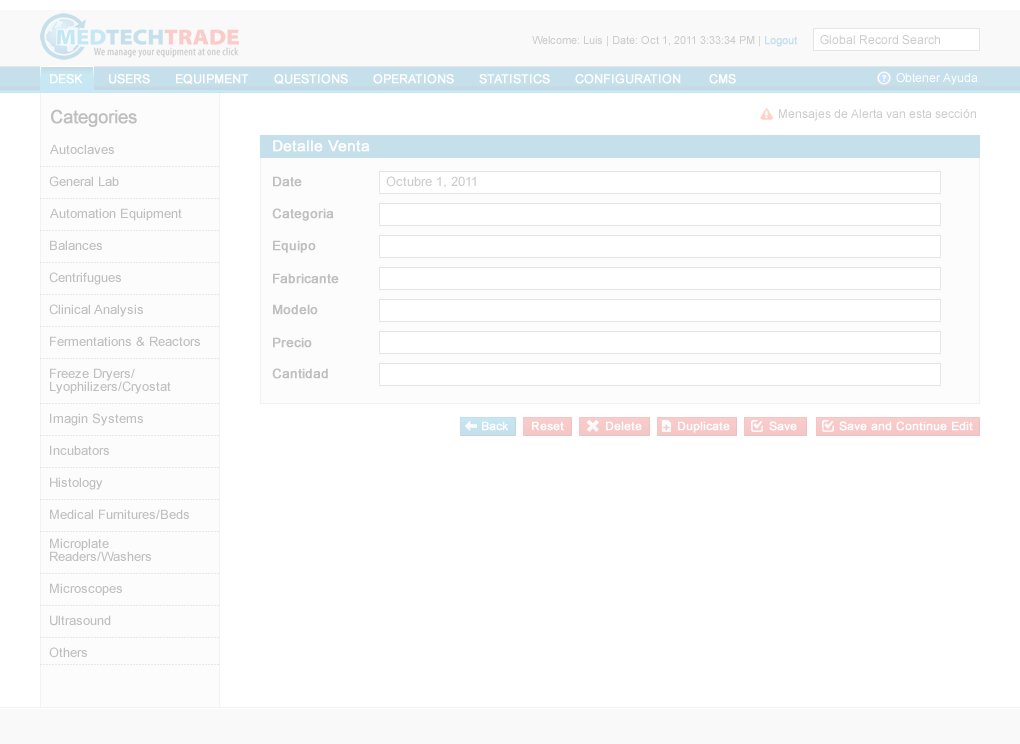 MEDTECHTRADE
We manage your equipment at one click
Welcome: Luis | Date: Oct 1, 2011 3:33:34 PM | Logout
Global Record Search
DESK USERS EQUIPMENT QUESTIONS OPERATIONS STATISTICS CONFIGURATION CMS
? Obtener Ayuda
Categories
Autoclaves
General Lab
Automation Equipment
Balances
Centrifugues
Clinical Analysis
Fermentations & Reactors
Freeze Dryers/
Lyophilizers/Cryostat
Imagin Systems
Incubators
Histology
Medical Furnitures/Beds
Microplate
Readers/Washers
Microscopes
Ultrasound
Others
Mensajes de Alerta van esta sección
Detalle Venta
Date Octubre 1, 2011
Categoria
Equipo
Fabricante
Modelo
Precio
Cantidad
Back Reset Delete Duplicate Save Save and Continue Edit